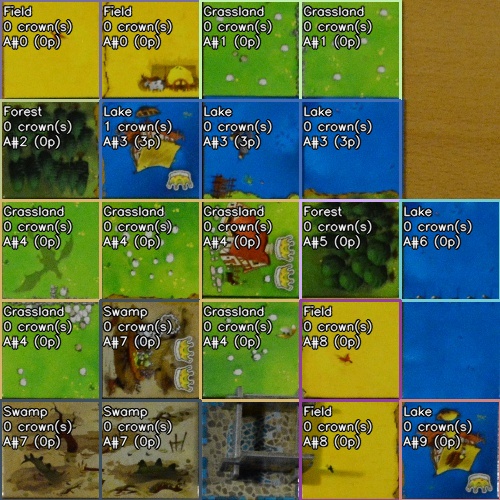 Field
0 crown(s)
A#0 (0p)
Field
0 crown(s)
A#0 (0p)
Grassland
0 crown(s)
A#1 (0p)
Grassland
0 crown(s)
A#1 (0p)
Forest
0 crown(s)
A#2 (0p)
Lake
1 crown(s)
A#3 (3p)
Lake
0 crown(s)
A#3 (3p)
Lake
0 crown(s)
A#3 (3p)
Grassland
0 crown(s)
A#4 (0p)
Grassland
0 crown(s)
A#4 (0p)
Grassland
0 crown(s)
A#4 (0p)
Forest
0 crown(s)
A#5 (0p)
Lake
0 crown(s)
A#6 (0p)
Grassland
0 crown(s)
A#4 (0p)
Swamp
0 crown(s)
A#7 (0p)
Grassland
0 crown(s)
A#4 (0p)
Field
0 crown(s)
A#8 (0p)
Swamp
0 crown(s)
A#7 (0p)
Swamp
0 crown(s)
A#7 (0p)
Field
0 crown(s)
A#8 (0p)
Lake
0 crown(s)
A#9 (0p)